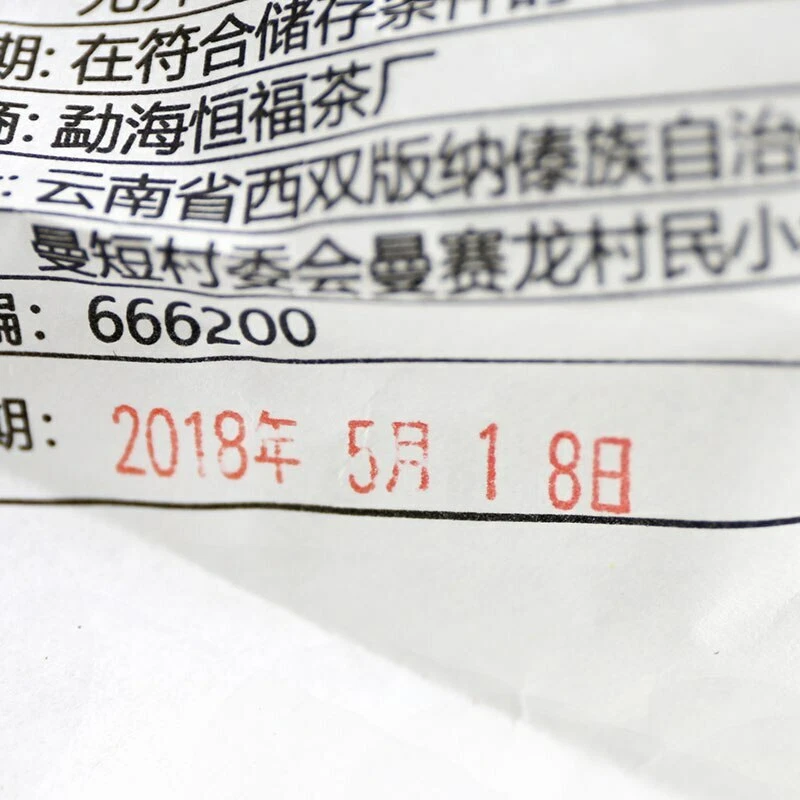 期: 在符合储存条件的
商: 勐海恒福茶厂
: 云南省西双版纳傣族自治
曼短村委会曼赛龙村民小
编: 666200
期: 2018年 5月 1 8日